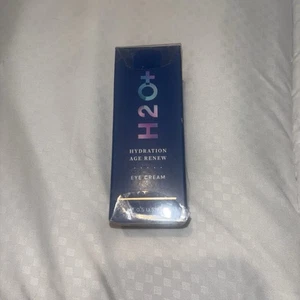 H2O+
HYDRATION
AGE RENEW
EYE CREAM